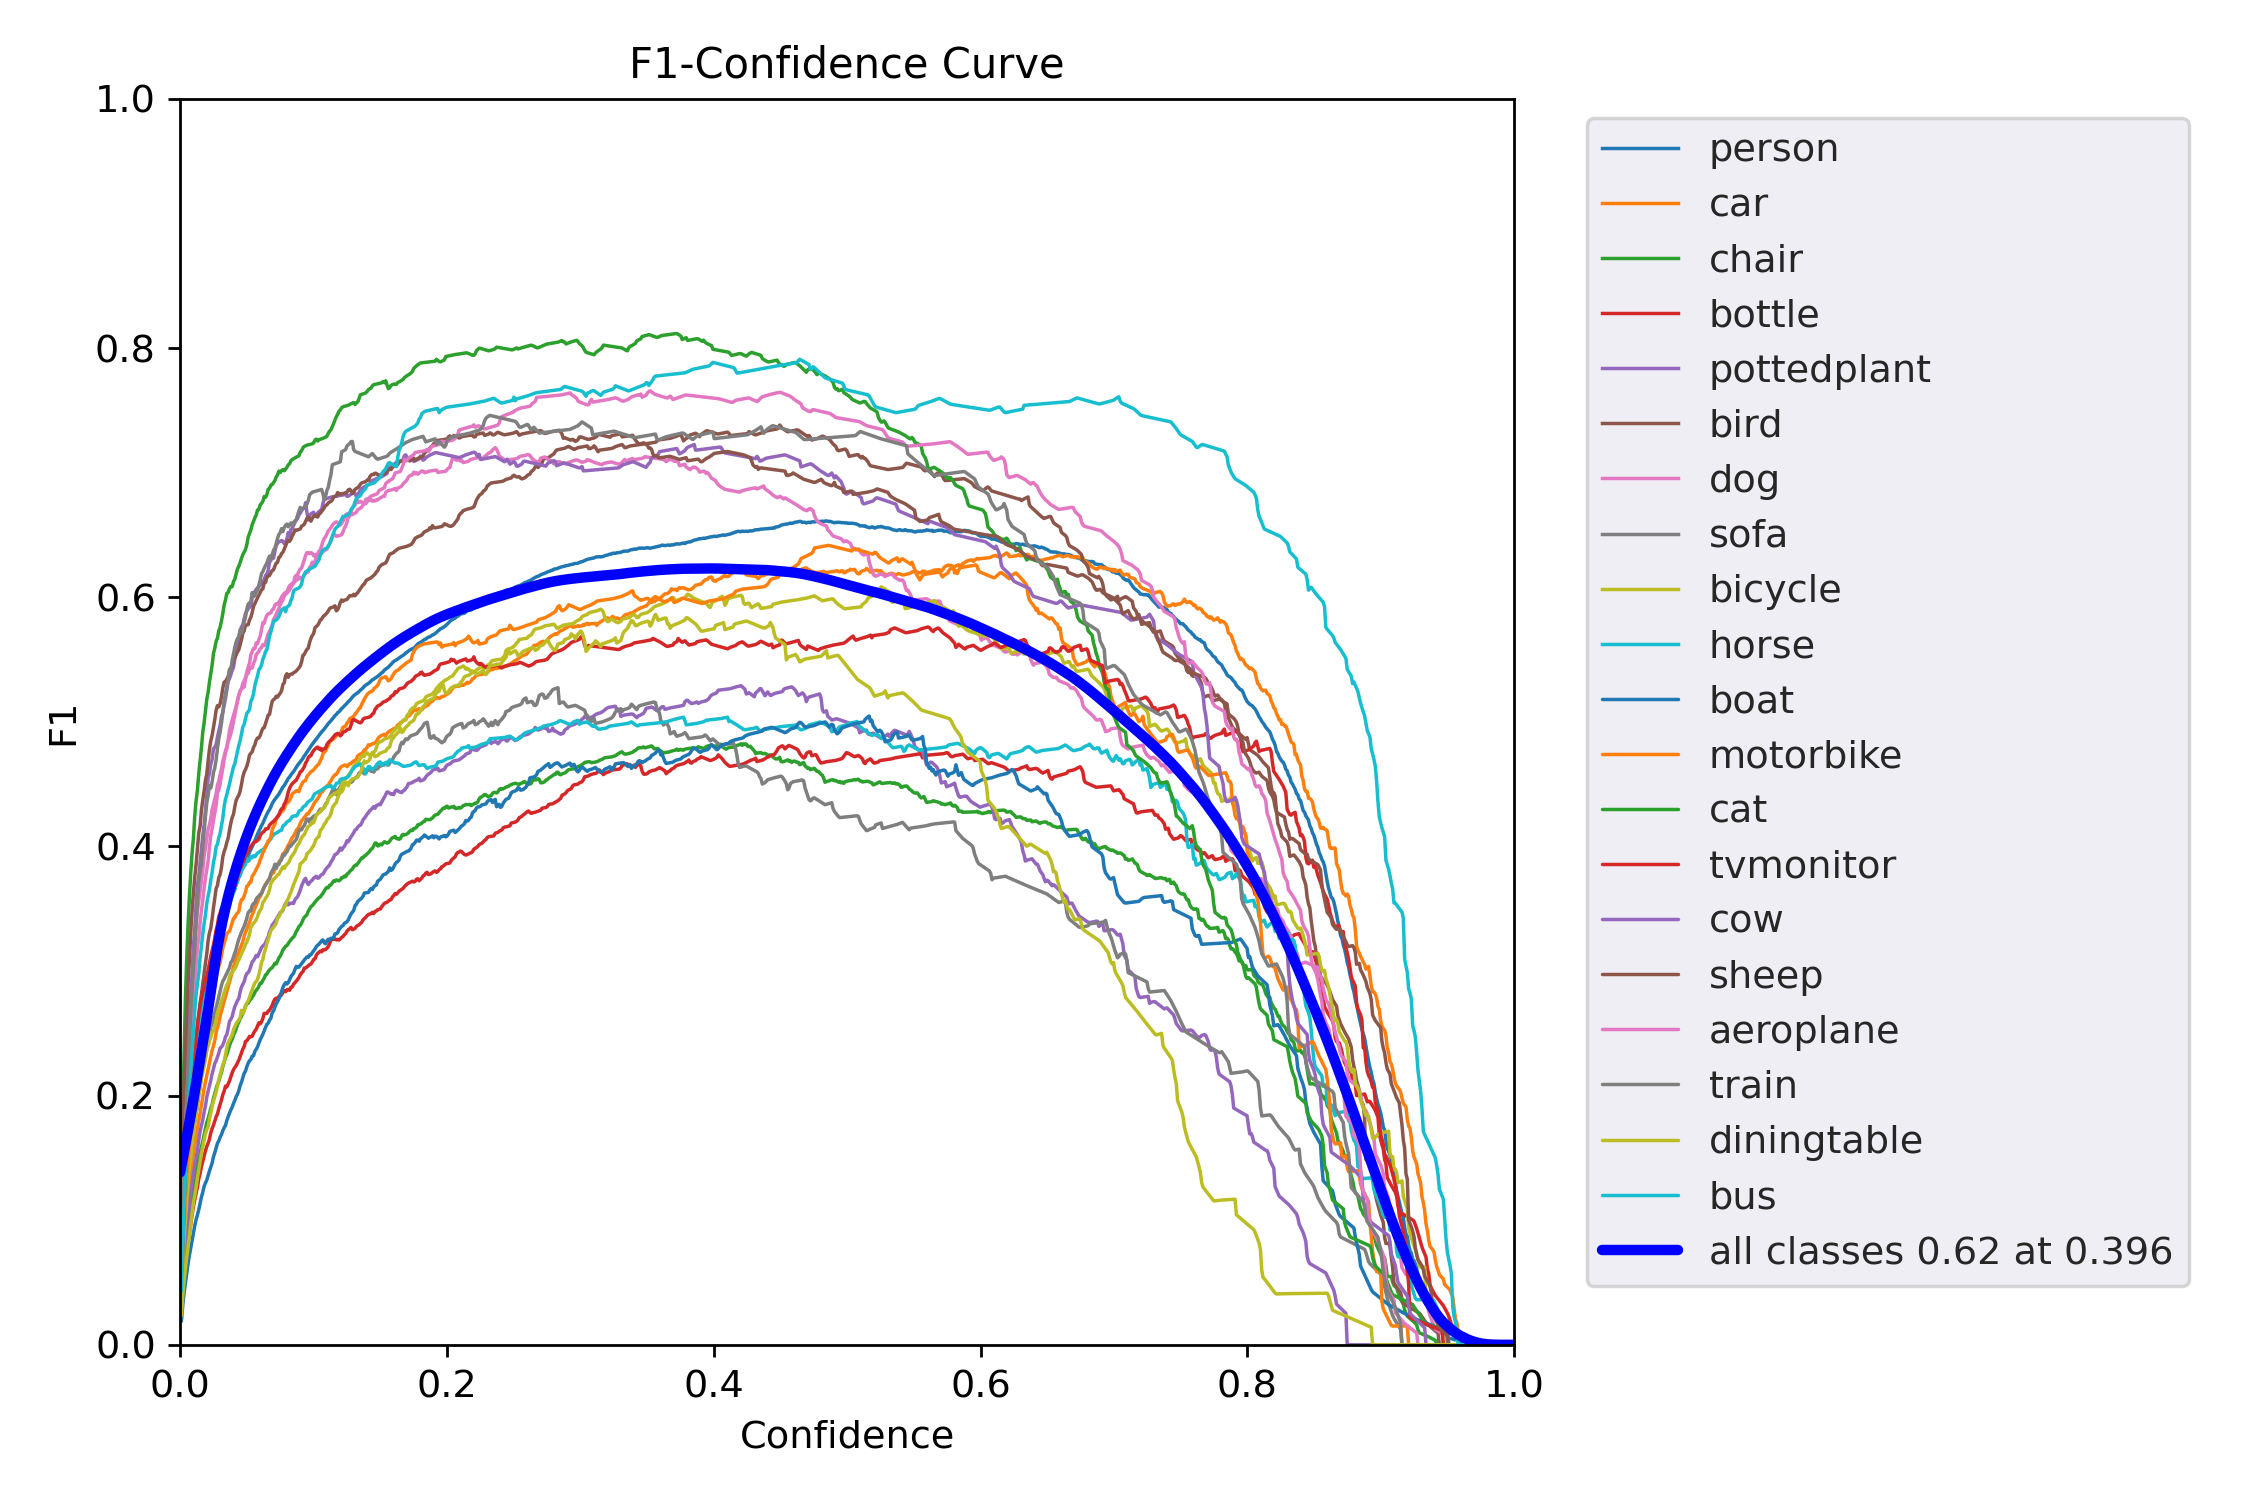 F1-Confidence Curve
1.0
0.8
0.6
0.4
0.2
0.0
F1
0.0 0.2 0.4 0.6 0.8 1.0
Confidence
person
car
chair
bottle
pottedplant
bird
dog
sofa
bicycle
horse
boat
motorbike
cat
tvmonitor
cow
sheep
aeroplane
train
diningtable
bus
all classes 0.62 at 0.396